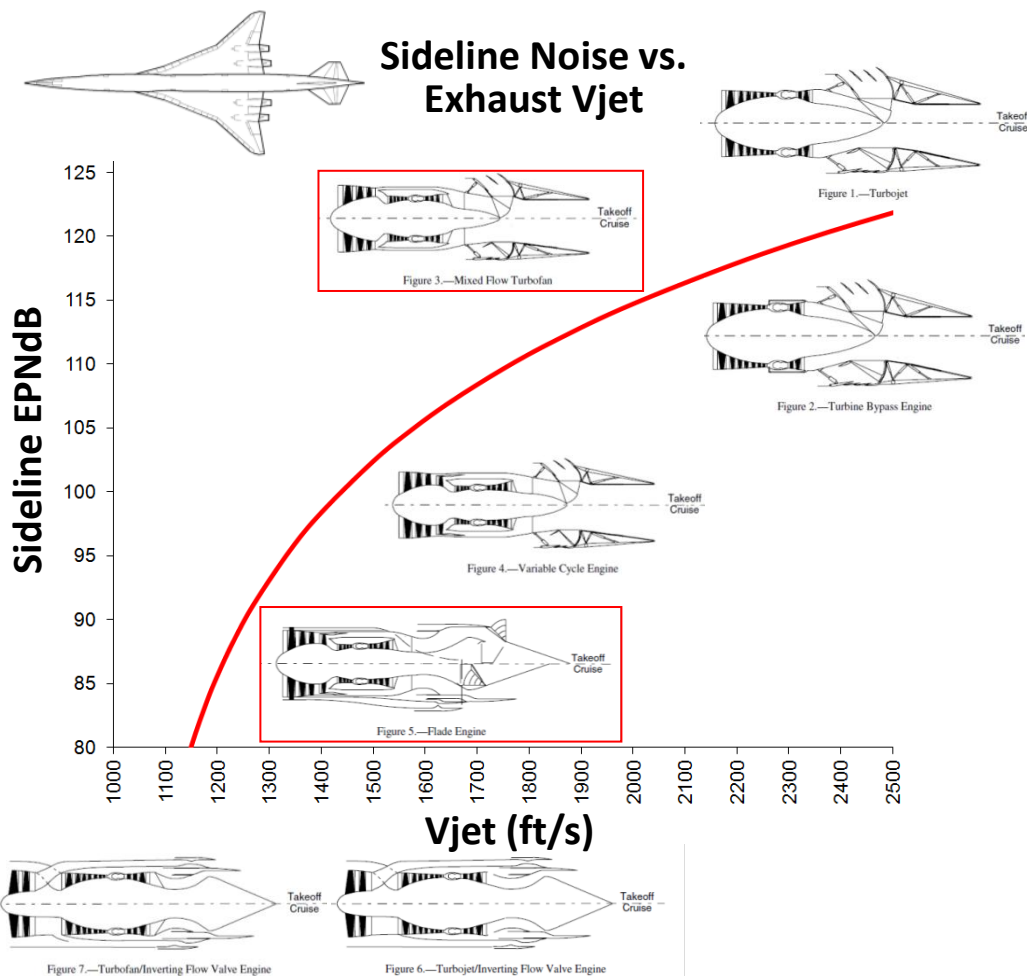 Sideline Noise vs.
Exhaust Vjet
Takeoff
Cruise
Figure 1.—Turbojet
Takeoff
Cruise
Figure 3.—Mixed Flow Turbofan
Takeoff
Cruise
Figure 2.—Turbine Bypass Engine
Takeoff
Cruise
Figure 4.—Variable Cycle Engine
Takeoff
Cruise
Figure 5.—Flade Engine
Sideline EPNdB
125
120
115
110
105
100
95
90
85
80
1000
1100
1200
1300
1400
1500
1600
1700
1800
1900
2000
2100
2200
2300
2400
2500
Vjet (ft/s)
Takeoff
Cruise
Figure 7.—Turbofan/Inverting Flow Valve Engine
Takeoff
Cruise
Figure 6.—Turbojet/Inverting Flow Valve Engine